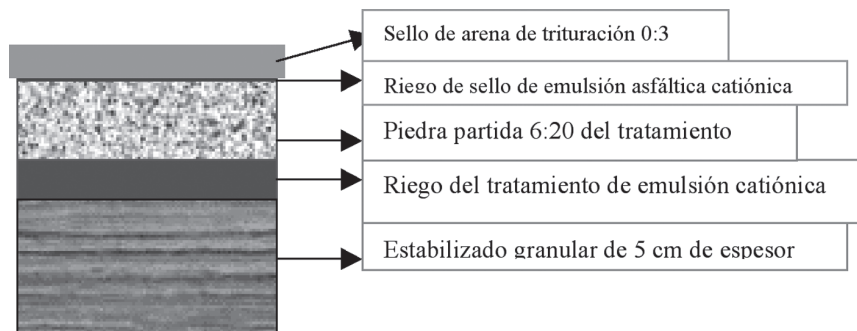 Sello de arena de trituración 0:3
Riego de sello de emulsión asfáltica catiónica
Piedra partida 6:20 del tratamiento
Riego del tratamiento de emulsión catiónica
Estabilizado granular de 5 cm de espesor